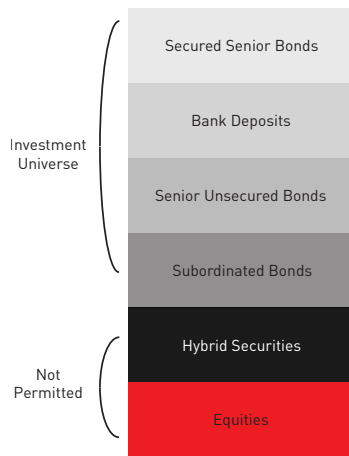 Secured Senior Bonds
Bank Deposits
Investment
Universe
Senior Unsecured Bonds
Subordinated Bonds
Hybrid Securities
Not
Permitted
Equities